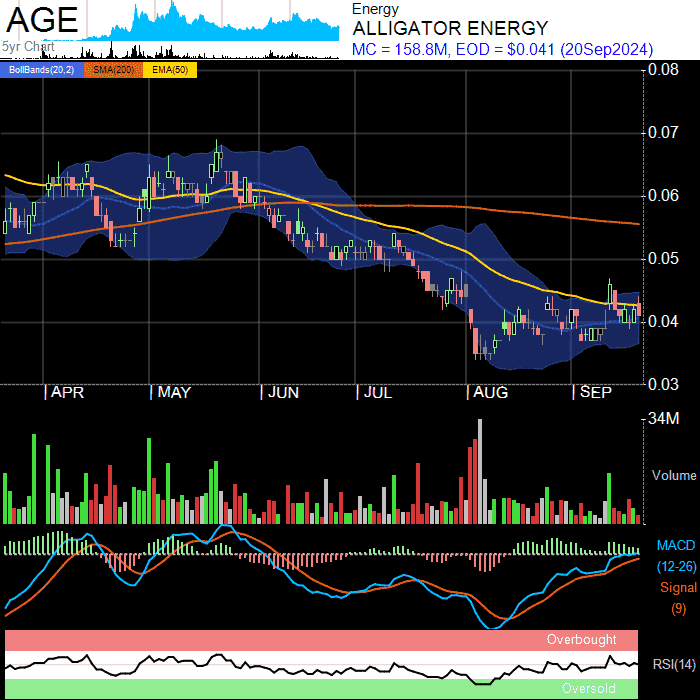 AGE
5yr Chart
Energy
ALLIGATOR ENERGY
MC = 158.8M, EOD = $0.041 (20Sep2024)
BollBands(20,2) SMA(200) EMA(50)
0.08
0.07
0.06
0.05
0.04
0.03
APR MAY JUN JUL AUG SEP
34M
Volume
MACD
(12-26)
Signal
(9)
Overbought
RSI(14)
Oversold